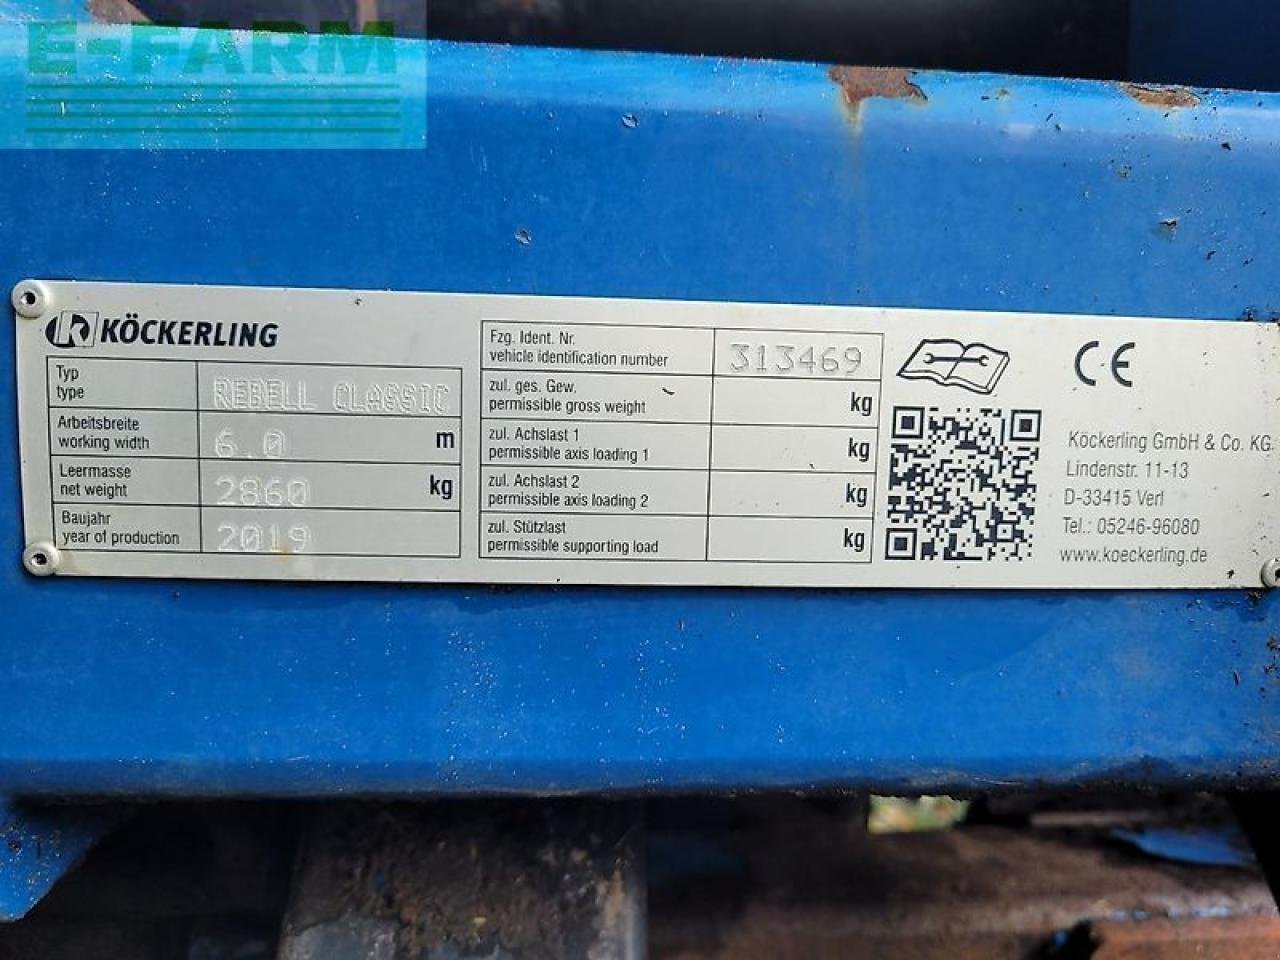 E-FARM
KÖCKERLING
Typ
type
REBELL CLASSIC
Arbeitsbreite
working width
6.0 m
Leermasse
net weight
2860 kg
Baujahr
year of production
2019
Fzg. Ident. Nr.
vehicle identification number
313469
zul. ges. Gew.
permissible gross weight
kg
zul. Achslast 1
permissible axis loading 1
kg
zul. Achslast 2
permissible axis loading 2
kg
zul. Stützlast
permissible supporting load
kg
CE
Köckerling GmbH & Co. KG
Lindenstr. 11-13
D-33415 Verl
Tel.: 05246-96080
www.koeckerling.de